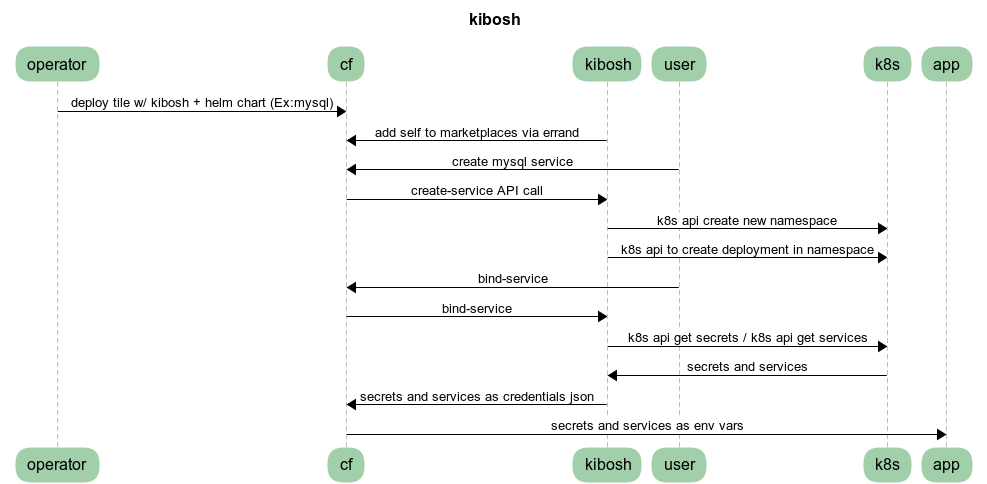 kibosh
operator cf kibosh user k8s app
deploy tile w/ kibosh + helm chart (Ex:mysql)
add self to marketplaces via errand
create mysql service
create-service API call
k8s api create new namespace
k8s api to create deployment in namespace
bind-service
bind-service
k8s api get secrets / k8s api get services
secrets and services
secrets and services as credentials json
secrets and services as env vars
operator cf kibosh user k8s app